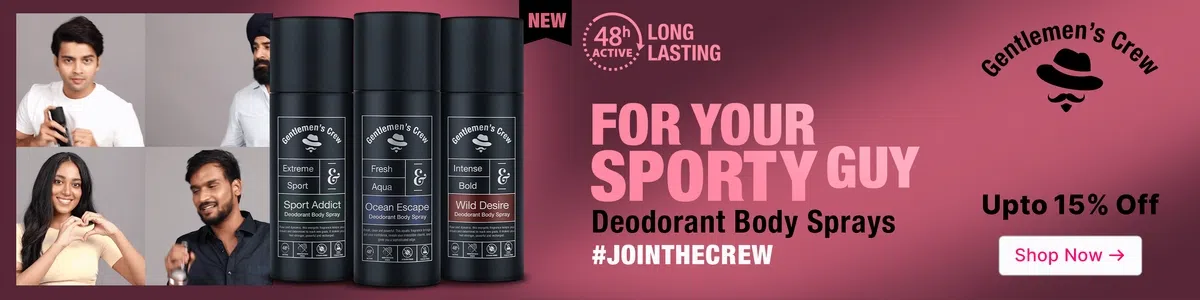 Gentlemen's Crew
Extreme
Sport
&
Sport Addict
Deodorant Body Spray
Gentlemen's Crew
Fresh
Aqua
&
Ocean Escape
Deodorant Body Spray
Gentlemen's Crew
Intense
Bold
&
Wild Desire
Deodorant Body Spray
NEW
48h
ACTIVE
LONG
LASTING
FOR YOUR
SPORTY GUY
Deodorant Body Sprays
#JOINTHECREW
Gentlemen's Crew
Upto 15% Off
Shop Now →